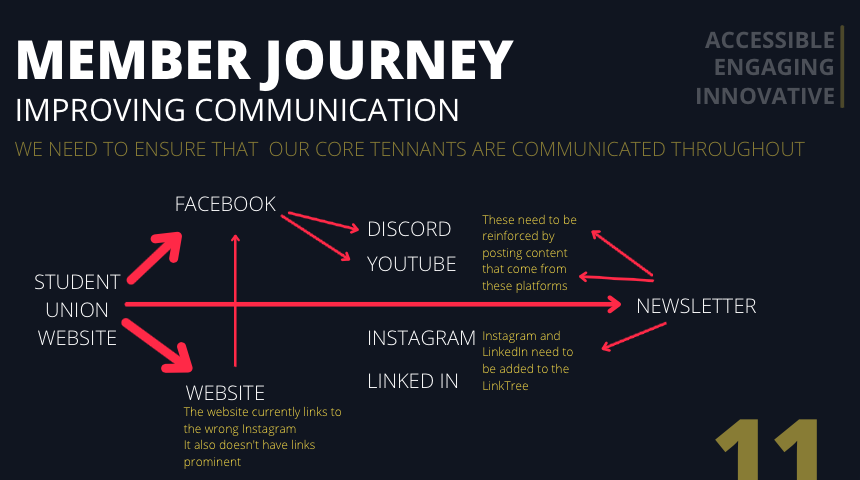 MEMBER JOURNEY
IMPROVING COMMUNICATION
WE NEED TO ENSURE THAT  OUR CORE TENNANTS ARE COMMUNICATED THROUGHOUT
ACCESSIBLE
ENGAGING
INNOVATIVE
FACEBOOK
DISCORD
YOUTUBE
These need to be
reinforced by
posting content
that come from
these platforms
STUDENT
UNION
WEBSITE
NEWSLETTER
INSTAGRAM
LINKED IN
Instagram and
LinkedIn need to
be added to the
LinkTree
WEBSITE
The website currently links to
the wrong Instagram
It also doesn't have links
prominent
11